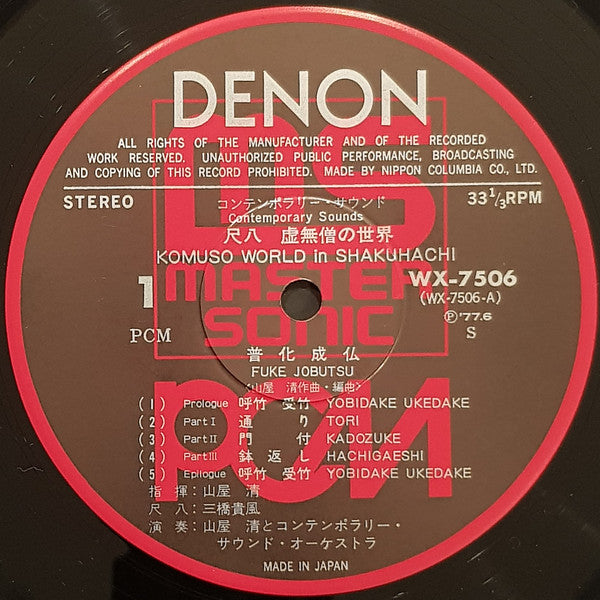 DENON
ALL RIGHTS OF THE MANUFACTURER AND OF THE RECORDED
WORK RESERVED. UNAUTHORIZED PUBLIC PERFORMANCE, BROADCASTING
AND COPYING OF THIS RECORD PROHIBITED. MADE BY NIPPON COLUMBIA CO., LTD.
STEREO
33 1/3 RPM
コンテンポラリー・サウンド
Contemporary Sounds
尺八 虚無僧の世界
KOMUSO WORLD in SHAKUHACHI
WX-7506
(WX-7506-A)
1
PCM
Ⓟ'77.6
S
MS
MASTER
SONIC
PCM
普化成仏
FUKE JOBUTSU
<山屋 清作曲・編曲>
(1) Prologue 呼竹 受竹 YOBIDAKE UKEDAKE
(2) Part I 通り TORI
(3) Part II 門付 KADOZUKE
(4) Part III 鉢返し HACHIGAESHI
(5) Epilogue 呼竹 受竹 YOBIDAKE UKEDAKE
指揮:山屋 清
尺八:三橋貴風
演奏:山屋 清とコンテンポラリー・
サウンド・オーケストラ
MADE IN JAPAN